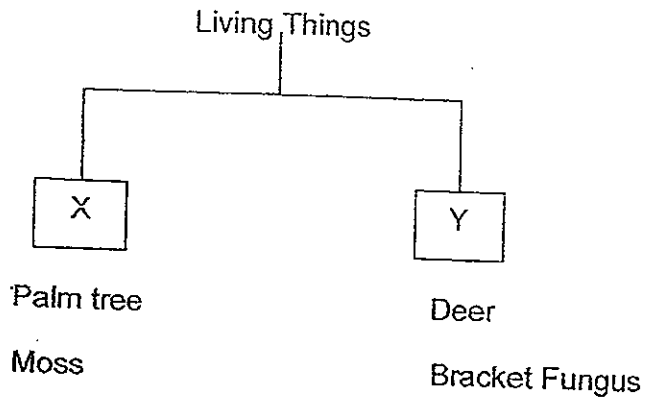 Living Things
X
Y
Palm tree
Deer
Moss
Bracket Fungus